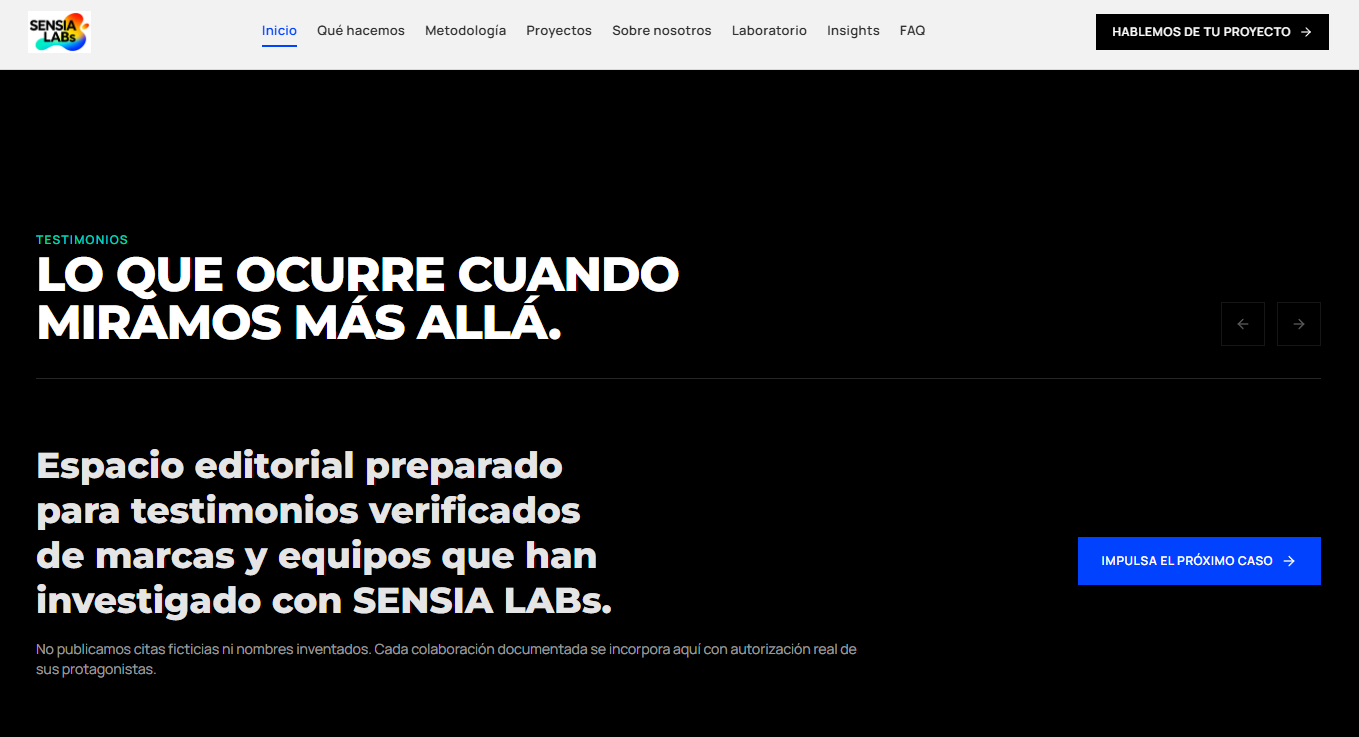 SENSIA
LABs
Inicio Qué hacemos Metodología Proyectos Sobre nosotros Laboratorio Insights FAQ
HABLEMOS DE TU PROYECTO →
TESTIMONIOS
LO QUE OCURRE CUANDO
MIRAMOS MÁS ALLÁ.
← →
Espacio editorial preparado
para testimonios verificados
de marcas y equipos que han
investigado con SENSIA LABs.
IMPULSA EL PRÓXIMO CASO →
No publicamos citas ficticias ni nombres inventados. Cada colaboración documentada se incorpora aquí con autorización real de
sus protagonistas.